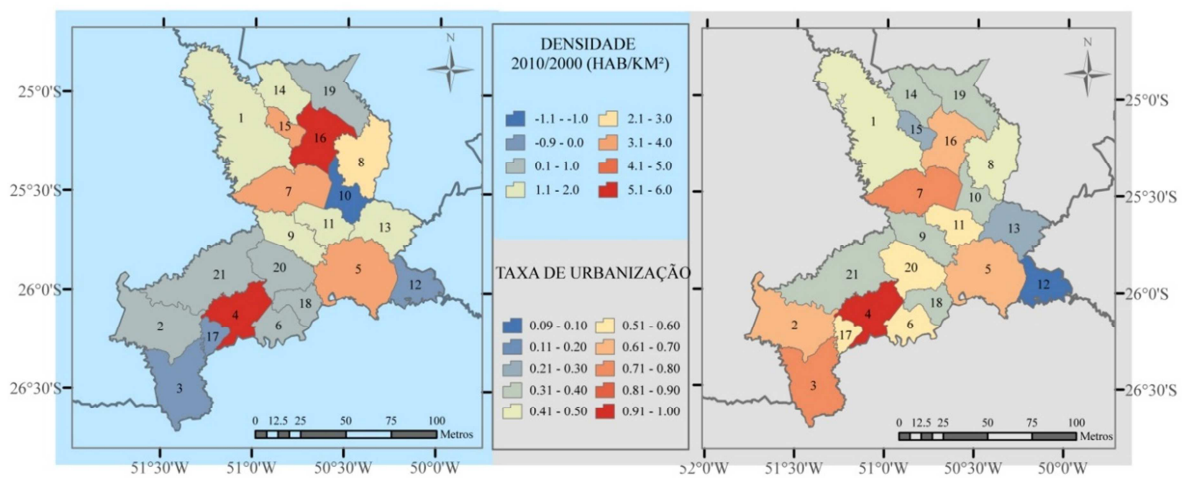 N
25°0'S
25°30'S
26°0'S
26°30'S
1
14
19
15
16
8
7
10
11
9
13
20
21
5
12
18
4
2
6
17
3
0 12.5 25 50 75 100
Metros
51°30'W 51°0'W 50°30'W 50°0'W
DENSIDADE
2010/2000 (HAB/KM²)
-1.1 - -1.0 2.1 - 3.0
-0.9 - 0.0 3.1 - 4.0
0.1 - 1.0 4.1 - 5.0
1.1 - 2.0 5.1 - 6.0
TAXA DE URBANIZAÇÃO
0.09 - 0.10 0.51 - 0.60
0.11 - 0.20 0.61 - 0.70
0.21 - 0.30 0.71 - 0.80
0.31 - 0.40 0.81 - 0.90
0.41 - 0.50 0.91 - 1.00
N
25°0'S
25°30'S
26°0'S
26°30'S
14
19
1
15
16
8
7
10
11
13
9
20
21
5
12
18
4
2
6
17
3
0 12.5 25 50 75 100
Metros
52°0'W 51°30'W 51°0'W 50°30'W 50°0'W